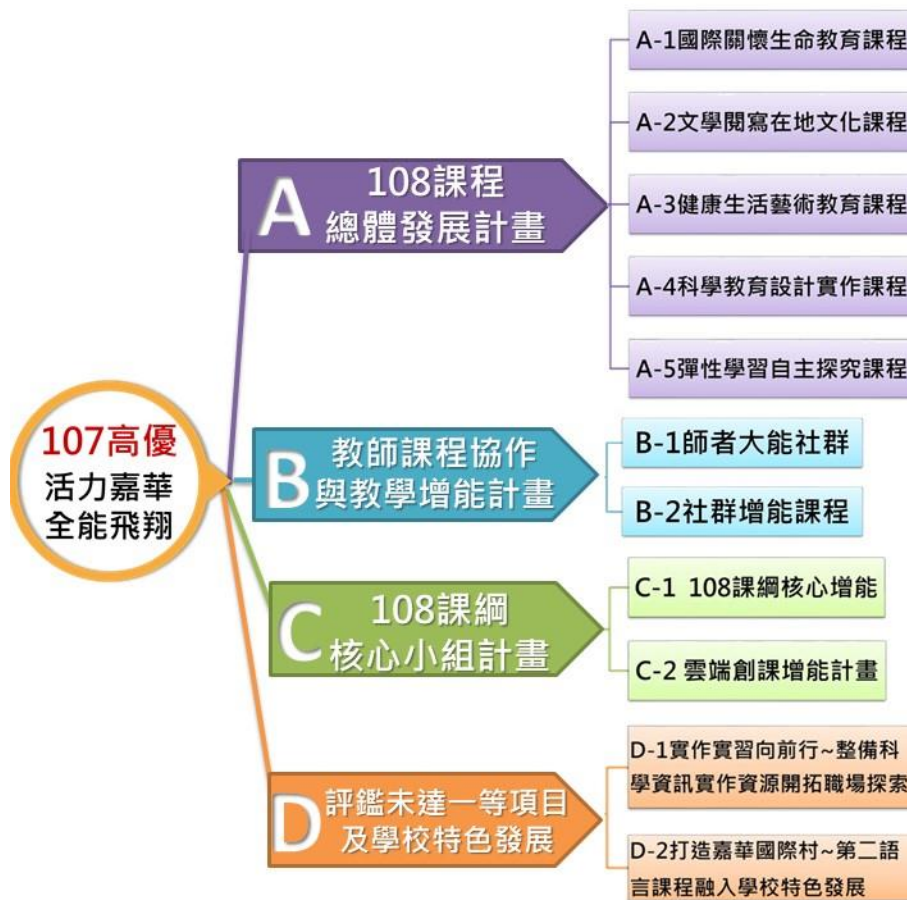 107高優
活力嘉華
全能飛翔
A
108課程
總體發展計畫
A-1國際關懷生命教育課程
A-2文學閱寫在地文化課程
A-3健康生活藝術教育課程
A-4科學教育設計實作課程
A-5彈性學習自主探究課程
B
教師課程協作
與教學增能計畫
B-1師者大能社群
B-2社群增能課程
C
108課綱
核心小組計畫
C-1 108課綱核心增能
C-2 雲端創課增能計畫
D
評鑑未達一等項目
及學校特色發展
D-1實作實習向前行~整備科
學資訊實作資源開拓職場探索
D-2打造嘉華國際村~第二語
言課程融入學校特色發展